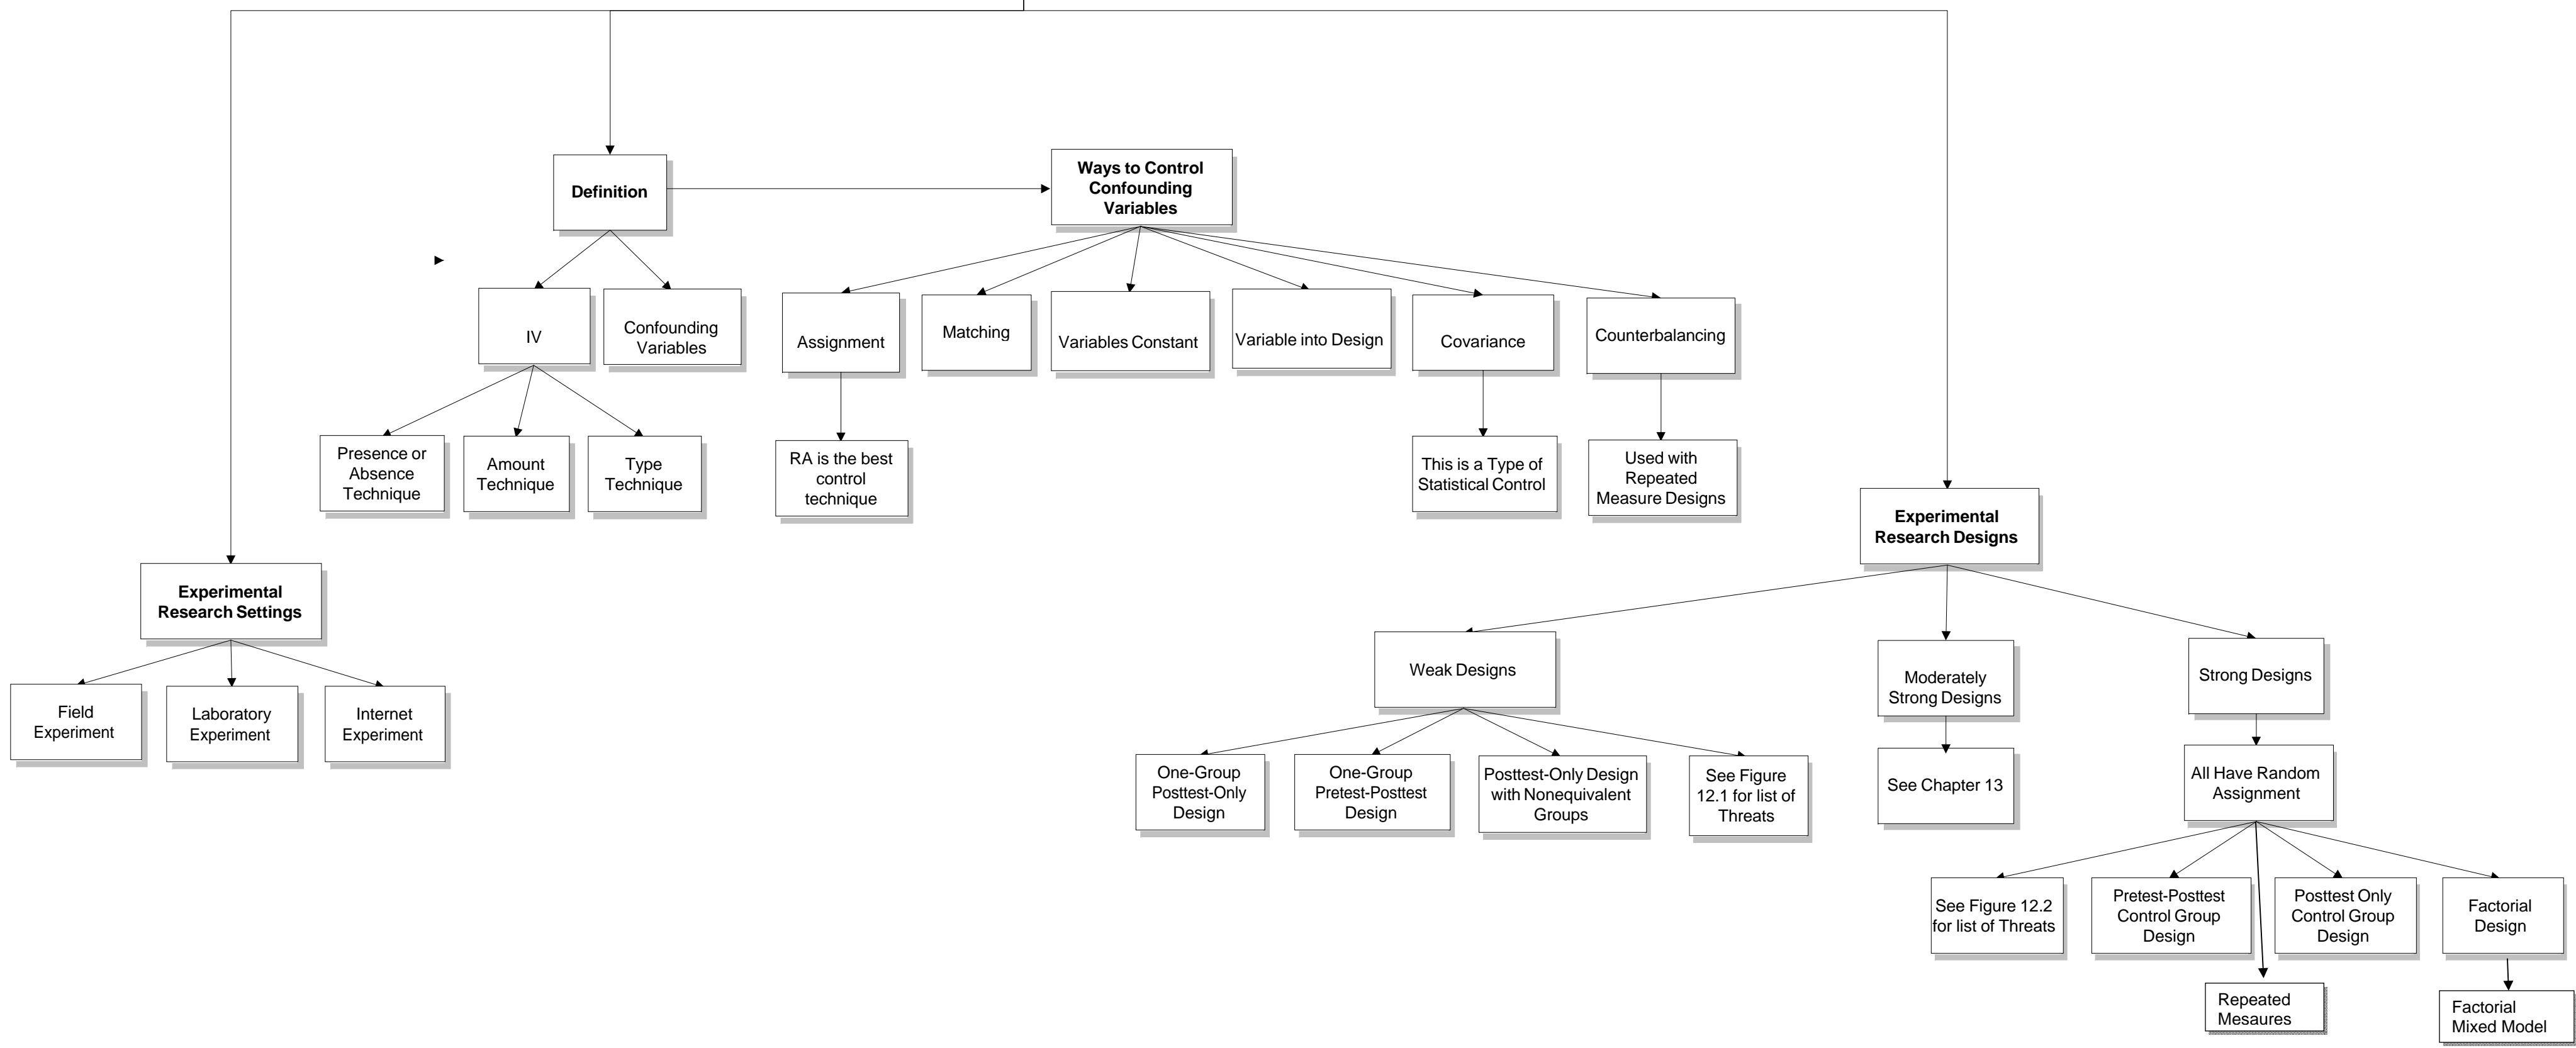 Definition
Ways to Control
Confounding
Variables
IV
Confounding
Variables
Assignment
Matching
Variables Constant
Variable into Design
Covariance
Counterbalancing
Presence or
Absence
Technique
Amount
Technique
Type
Technique
RA is the best
control
technique
This is a Type of
Statistical Control
Used with
Repeated
Measure Designs
Experimental
Research Designs
Experimental
Research Settings
Field
Experiment
Laboratory
Experiment
Internet
Experiment
Weak Designs
Moderately
Strong Designs
Strong Designs
One-Group
Posttest-Only
Design
One-Group
Pretest-Posttest
Design
Posttest-Only Design
with Nonequivalent
Groups
See Figure
12.1 for list of
Threats
See Chapter 13
All Have Random
Assignment
See Figure 12.2
for list of Threats
Pretest-Posttest
Control Group
Design
Posttest Only
Control Group
Design
Factorial
Design
Repeated
Mesaures
Factorial
Mixed Model